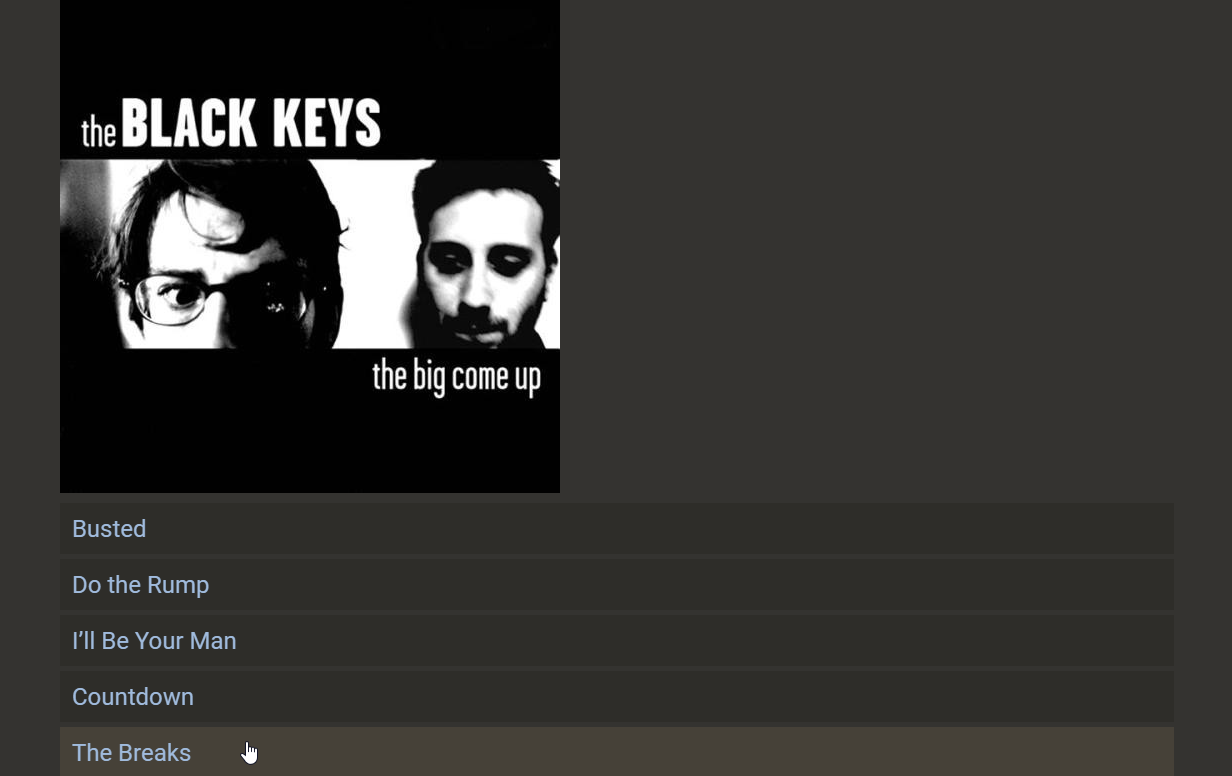 the BLACK KEYS
the big come up
Busted
Do the Rump
I’ll Be Your Man
Countdown
The Breaks